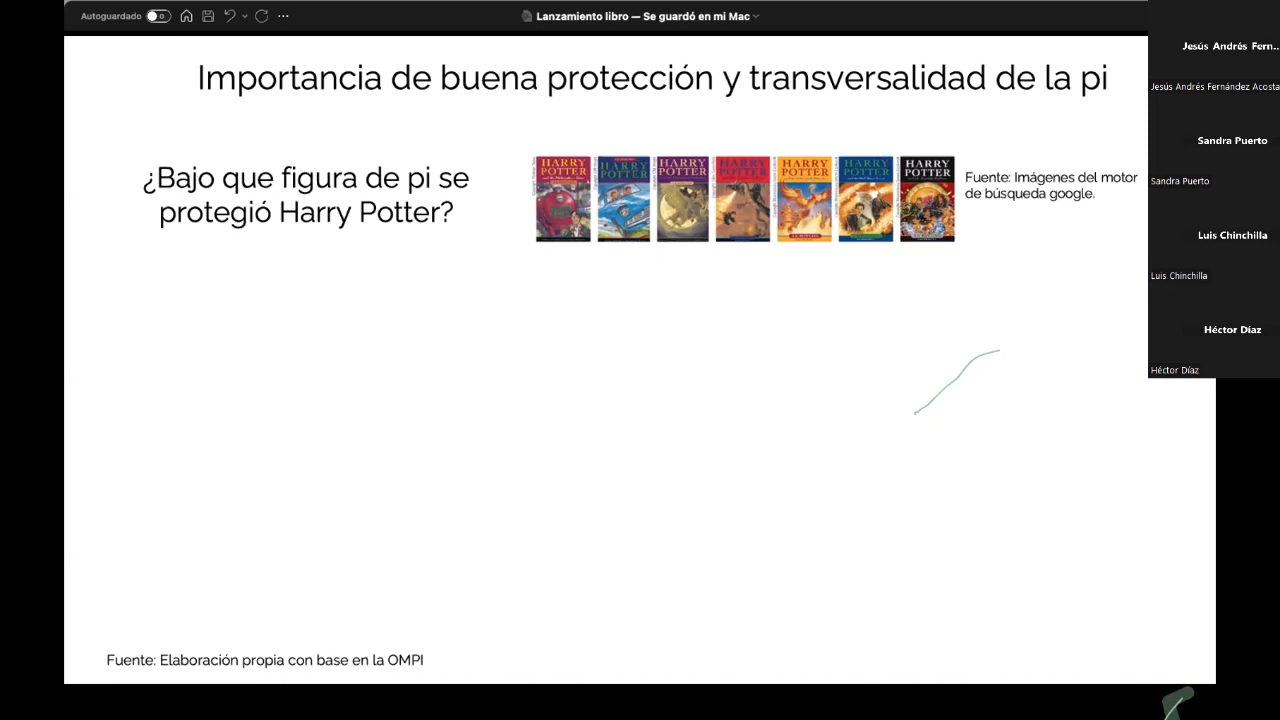 Autoguardado
Lanzamiento libro — Se guardó en mi Mac
Importancia de buena protección y transversalidad de la pi
¿Bajo que figura de pi se
protegió Harry Potter?
HARRY
POTTER
HARRY
POTTER
HARRY
POTTER
HARRY
POTTER
HARRY
POTTER
HARRY
POTTER
HARRY
POTTER
Fuente: Imágenes del motor
de búsqueda google.
Fuente: Elaboración propia con base en la OMPI
Jesús Andrés Fern...
Jesús Andrés Fernández Acosta
Sandra Puerto
Sandra Puerto
Luis Chinchilla
Luis Chinchilla
Héctor Díaz
Héctor Díaz